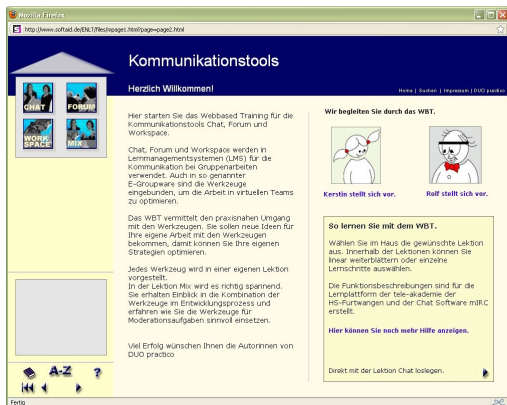 Mozilla Firefox
http://www.softaid.de/ENLT/files/mpage1.html?page=page2.html
Kommunikationstools
Herzlich Willkommen!
Home | Suchen | Impressum | DUO practico
CHAT
FORUM
WORK
SPACE
MIX
Hier starten Sie das Webbased Training für die
Kommunikationstools Chat, Forum und
Workspace.
Chat, Forum und Workspace werden in
Lernmanagementsystemen (LMS) für die
Kommunikation bei Gruppenarbeiten
verwendet. Auch in so genannter
E-Groupware sind die Werkzeuge
eingebunden, um die Arbeit in virtuellen Teams
zu optimieren.
Das WBT vermittelt den praxisnahen Umgang
mit den Werkzeugen. Sie sollen neue Ideen für
Ihre eigene Arbeit mit den Werkzeugen
bekommen, damit können Sie Ihre eigenen
Strategien optimieren.
Jedes Werkzeug wird in einer eigenen Lektion
vorgestellt.
In der Lektion Mix wird es richtig spannend.
Sie erhalten Einblick in die Kombination der
Werkzeuge im Entwicklungsprozess und
erfahren wie Sie die Werkzeuge für
Moderationsaufgaben sinnvoll einsetzen.
Viel Erfolg wünschen Ihnen die Autorinnen von
DUO practico
Wir begleiten Sie durch das WBT.
Kerstin stellt sich vor.
Rolf stellt sich vor.
So lernen Sie mit dem WBT.
Wählen Sie im Haus die gewünschte Lektion
aus. Innerhalb der Lektionen können Sie
linear weiterblättern oder einzelne
Lernschritte auswählen.
Die Funktionsbeschreibungen sind für die
Lernplattform der tele-akademie der
HS-Furtwangen und der Chat Software mIRC
erstellt.
Hier können Sie noch mehr Hilfe anzeigen.
Direkt mit der Lektion Chat loslegen.
A-Z
?
Fertig